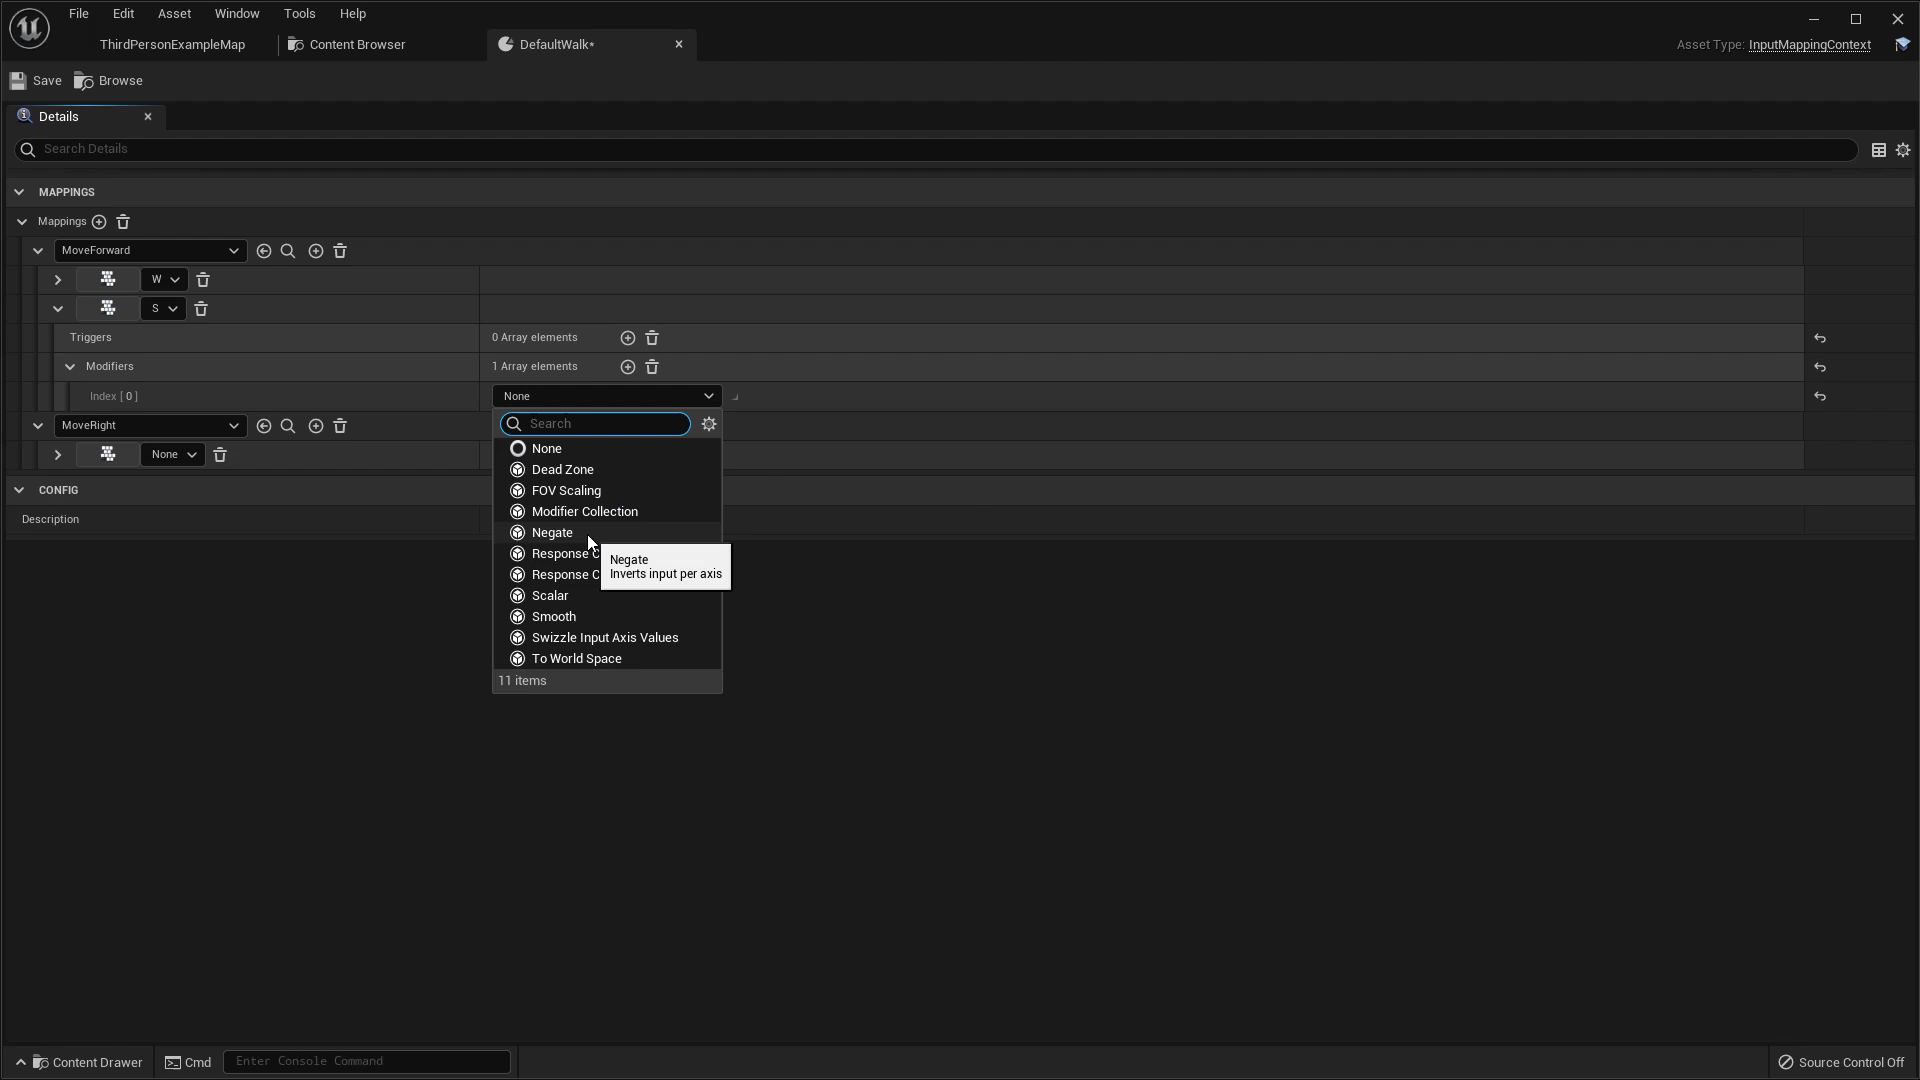 File Edit Asset Window Tools Help
ThirdPersonExampleMap Content Browser DefaultWalk* Asset Type: InputMappingContext
Save Browse
Details
Search Details
MAPPINGS
Mappings
MoveForward
W
S
Triggers 0 Array elements
Modifiers 1 Array elements
Index [ 0 ] None
MoveRight Search
None
None
Dead Zone
FOV Scaling
Modifier Collection
Negate
Response C
Response C
Negate
Inverts input per axis
Scalar
Smooth
Swizzle Input Axis Values
To World Space
11 items
CONFIG
Description
Content Drawer Cmd Enter Console Command Source Control Off